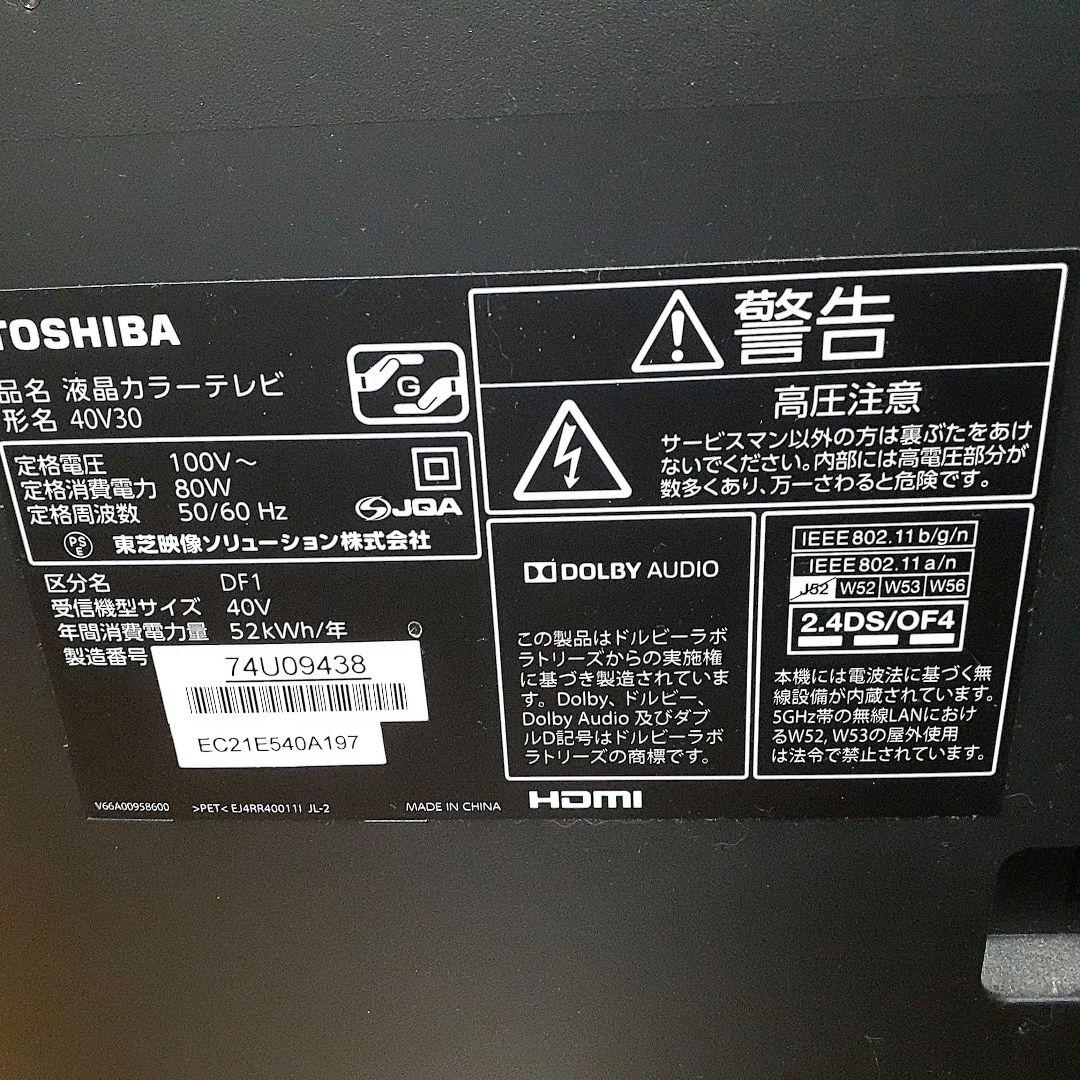 TOSHIBA
品名 液晶カラーテレビ
形名 40V30
G
定格電圧 100V～
定格消費電力 80W
定格周波数 50/60 Hz
JQA
PSE 東芝映像ソリューション株式会社
区分名 DF1
受信機型サイズ 40V
年間消費電力量 52kWh/年
製造番号
74U09438
EC21E540A197
V66A00958600 >PET< EJ4RR40011I JL-2 MADE IN CHINA HDMI
警告
高圧注意
サービスマン以外の方は裏ぶたをあけ
ないでください。内部には高電圧部分が
数多くあり、万一さわると危険です。
DOLBY AUDIO
この製品はドルビーラボ
ラトリーズからの実施権
に基づき製造されていま
す。Dolby、ドルビー、
Dolby Audio 及びダブ
ルD記号はドルビーラボ
ラトリーズの商標です。
IEEE802.11 b/g/n
IEEE802.11 a/n
J52 W52 W53 W56
2.4DS/OF4
本機には電波法に基づく無
線設備が内蔵されています。
5GHz帯の無線LANにおけ
るW52, W53の屋外使用
は法令で禁止されています。